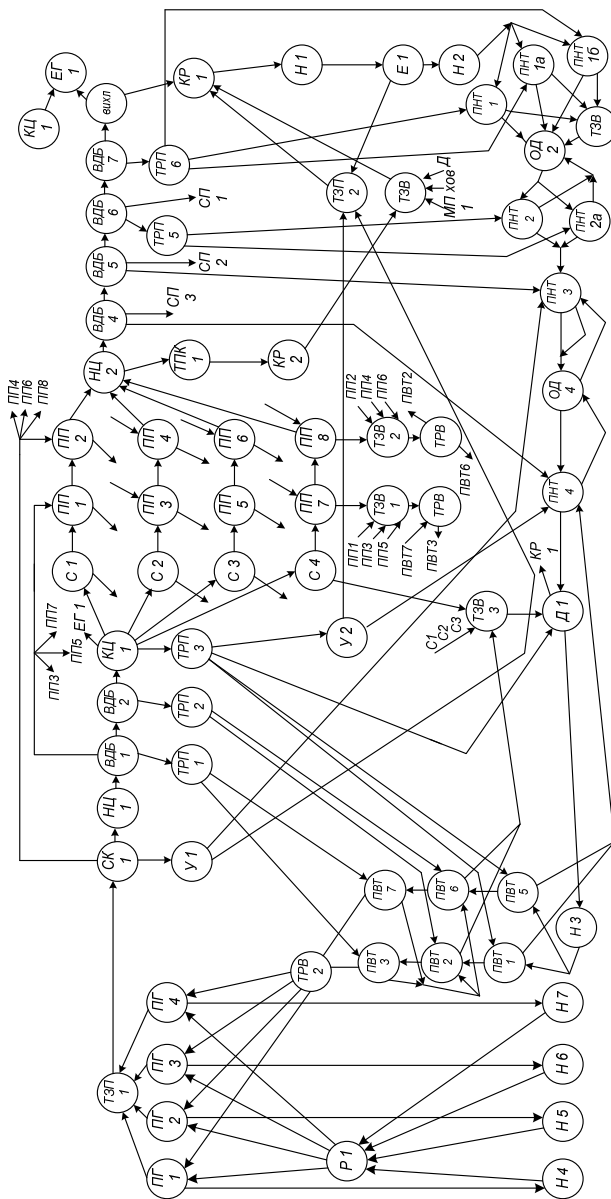 ТЗП 1
СК 1
НЦ 1
ВДБ 1
ВДБ 2
КЦ 1
НЦ 2
ВДБ 4
ВДБ 5
ВДБ 6
ВДБ 7
вихл
КЦ 1
ЕГ 1
ПП3
ПП5
ПП7
ЕГ 1
ПП4
ПП6
ПП8
С 1
ПП 1
ПП 2
С 2
ПП 3
ПП 4
С 3
ПП 5
ПП 6
С 4
ПП 7
ПП 8
ПГ 1
ПГ 2
ПГ 3
ПГ 4
У 1
ТРП 1
ТРП 2
ТРП 3
ТПК 1
СП 3
СП 2
ТРП 5
СП 1
ТРП 6
КР 1
Н 1
Е 1
Н 2
КР 2
ТЗП 2
ТЗВ
МП 1
хов
Д
У 2
ПП1
ПП3
ПП5
ТЗВ 1
ПВТ7
ТРВ
ПВТ3
ПП2
ПП4
ПП6
ТЗВ 2
ПВТ2
ТРВ
ПВТ6
Р 1
ТРВ 2
ПВТ 3
ПВТ 7
ПВТ 2
ПВТ 6
ПВТ 1
ПВТ 5
С1
С2
С3
ТЗВ 3
Н 4
Н 5
Н 6
Н 7
Н 3
Д 1
КР 1
ПНТ 4
ОД 4
ПНТ 3
ПНТ 2
ПНТ 2а
ОД 2
ТЗВ
ПНТ 1
ПНТ 1а
ПНТ 1б